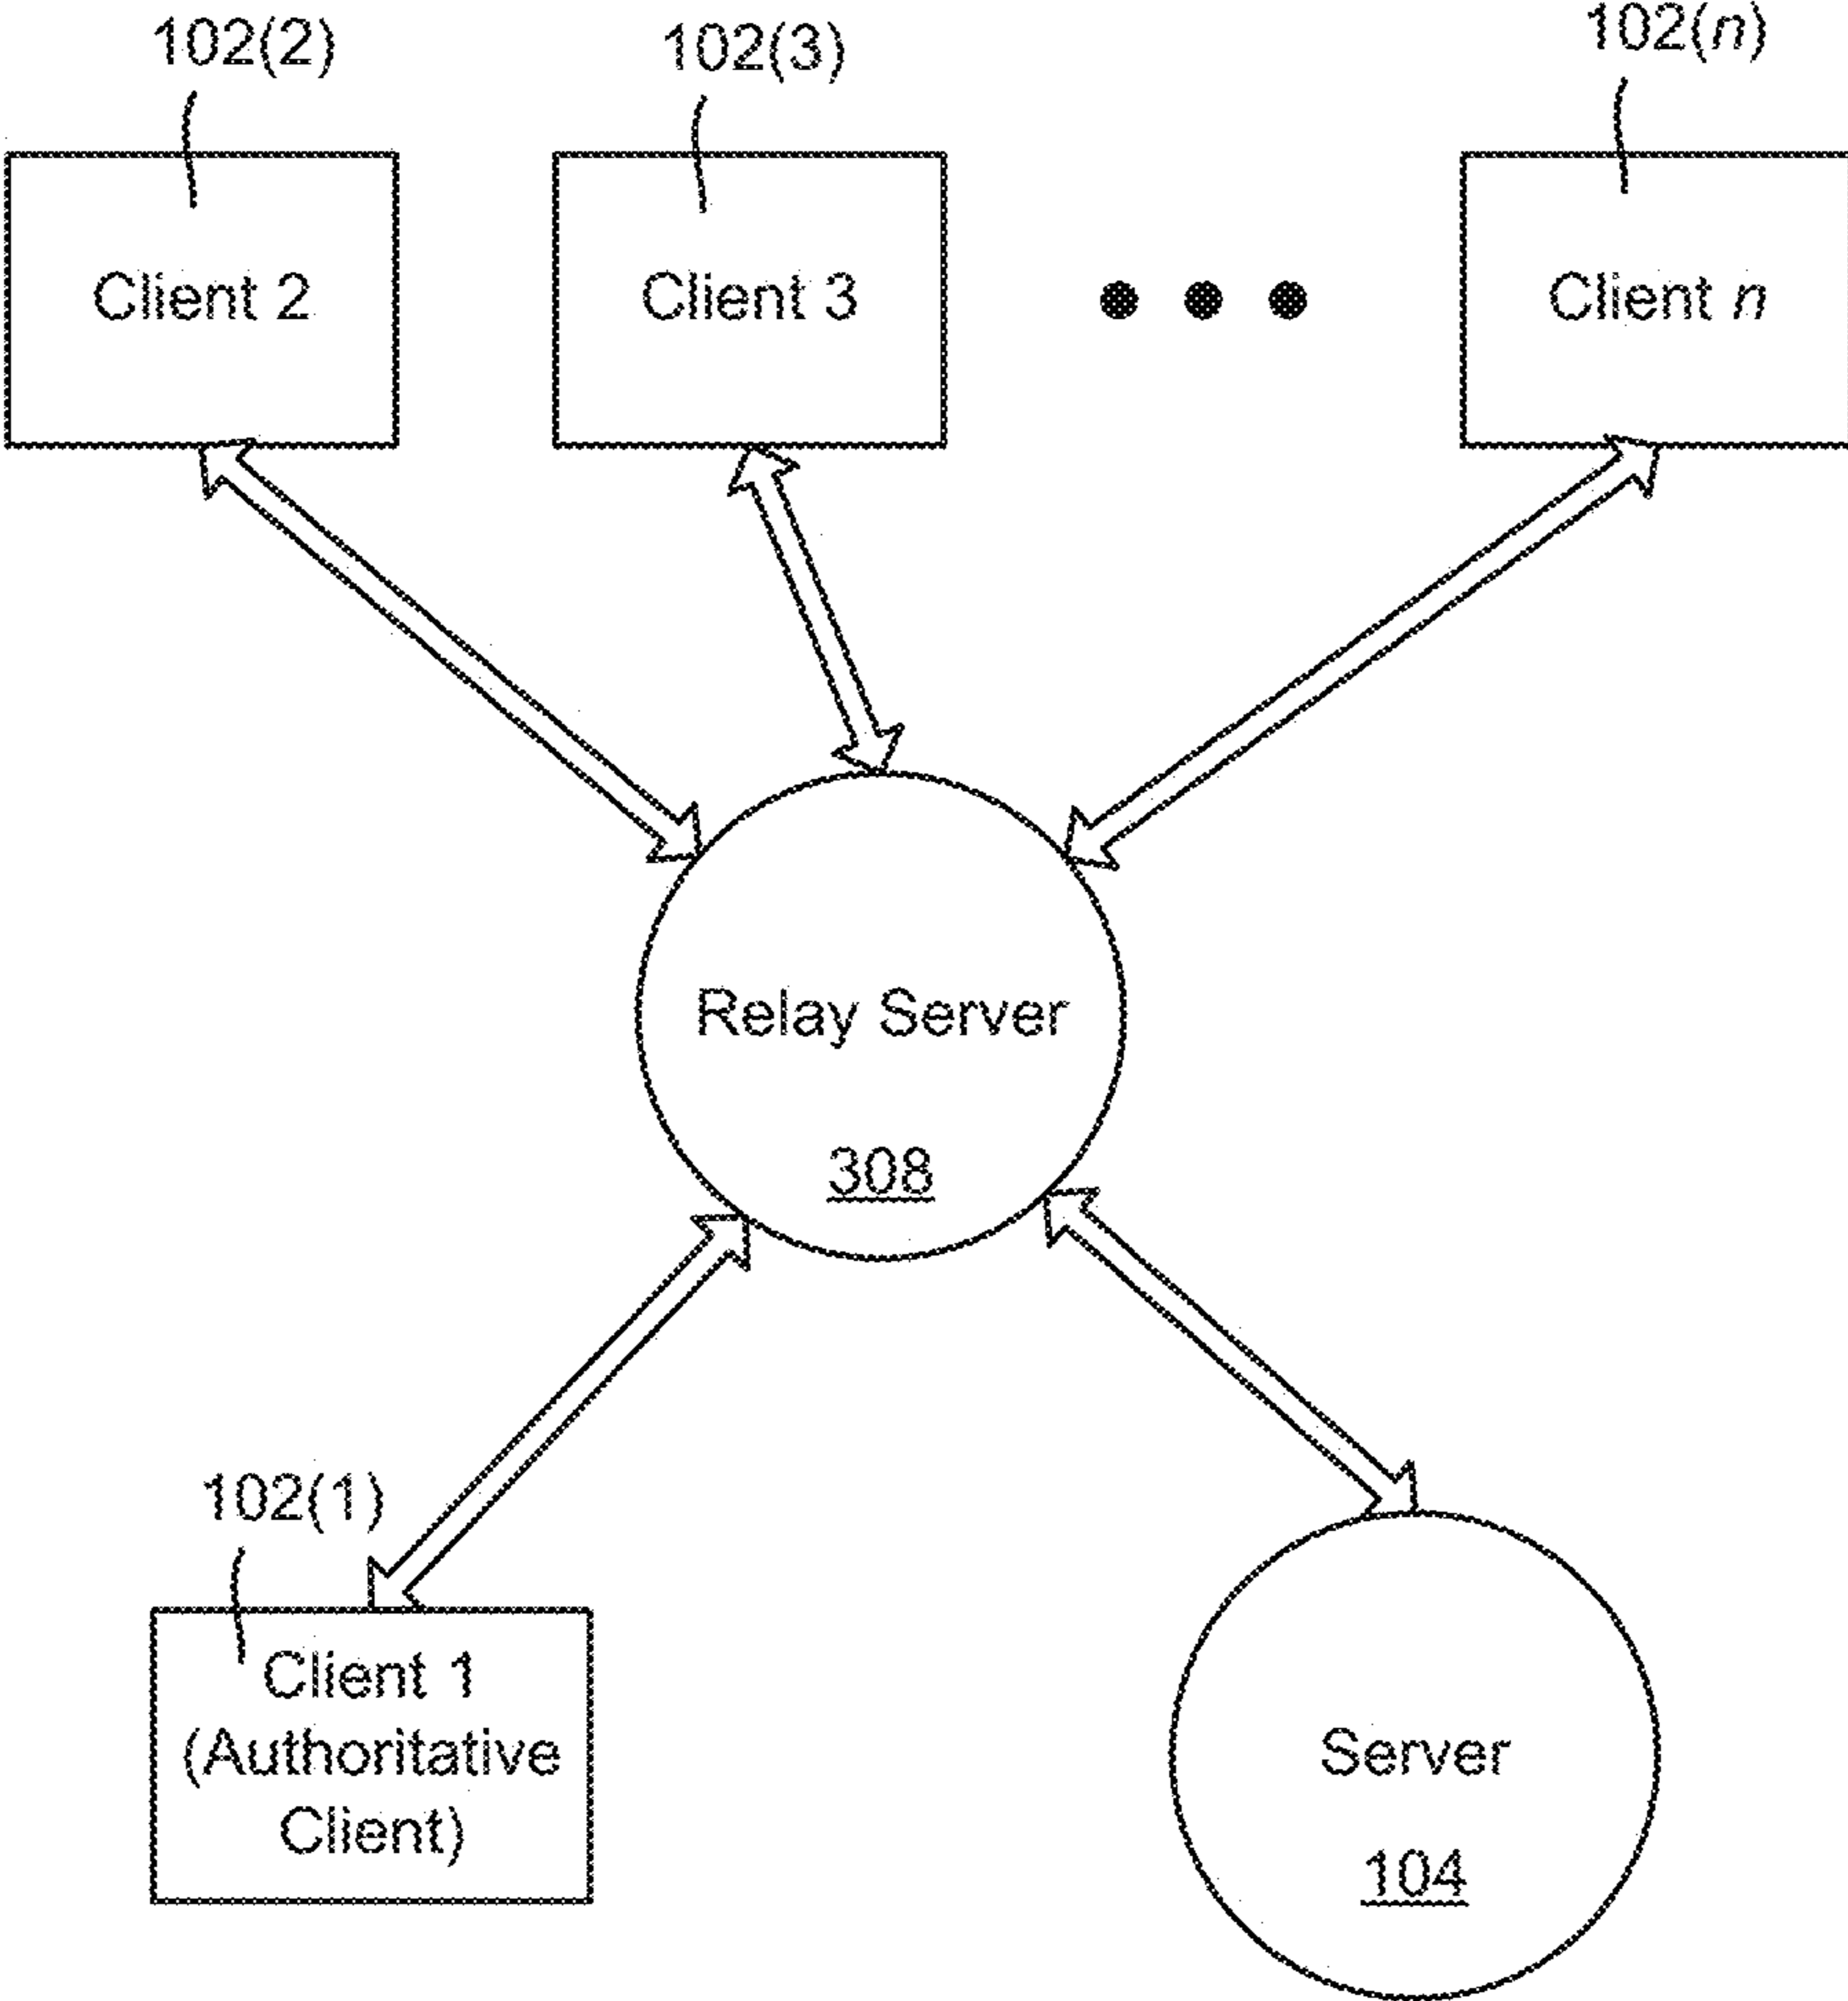 102(2)
102(3)
102(n)
Client 2
Client 3
Client n
Relay Server
308
102(1)
Client 1
(Authoritative
Client)
Server
104